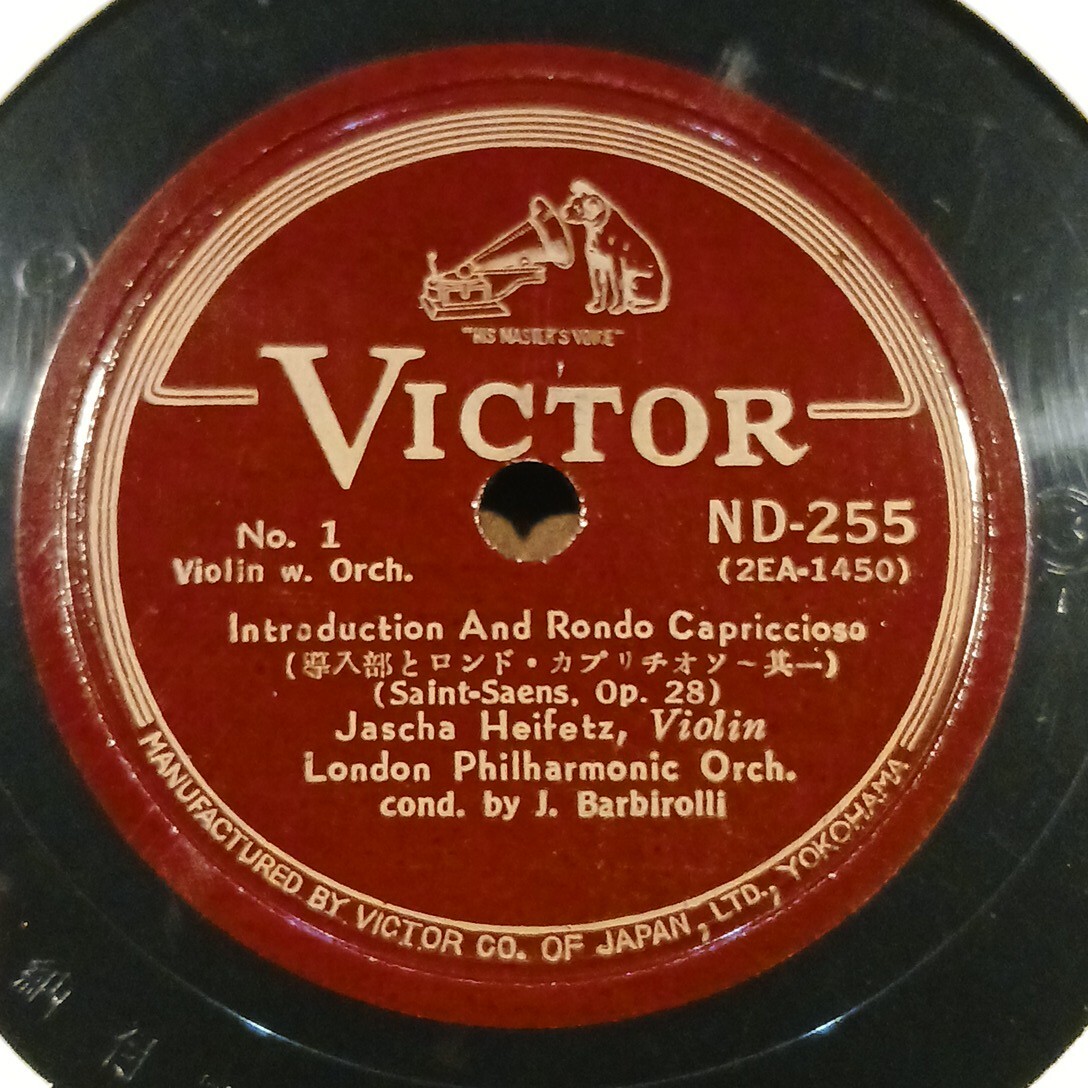 "HIS MASTER'S VOICE"
VICTOR
No. 1
Violin w. Orch.
ND-255
(2EA-1450)
Introduction And Rondo Capriccioso
(導入部とロンド・カプリチオソ〜其一)
(Saint-Saens, Op. 28)
Jascha Heifetz, Violin
London Philharmonic Orch.
cond. by J. Barbirolli
MANUFACTURED BY VICTOR CO. OF JAPAN, LTD., YOKOHAMA